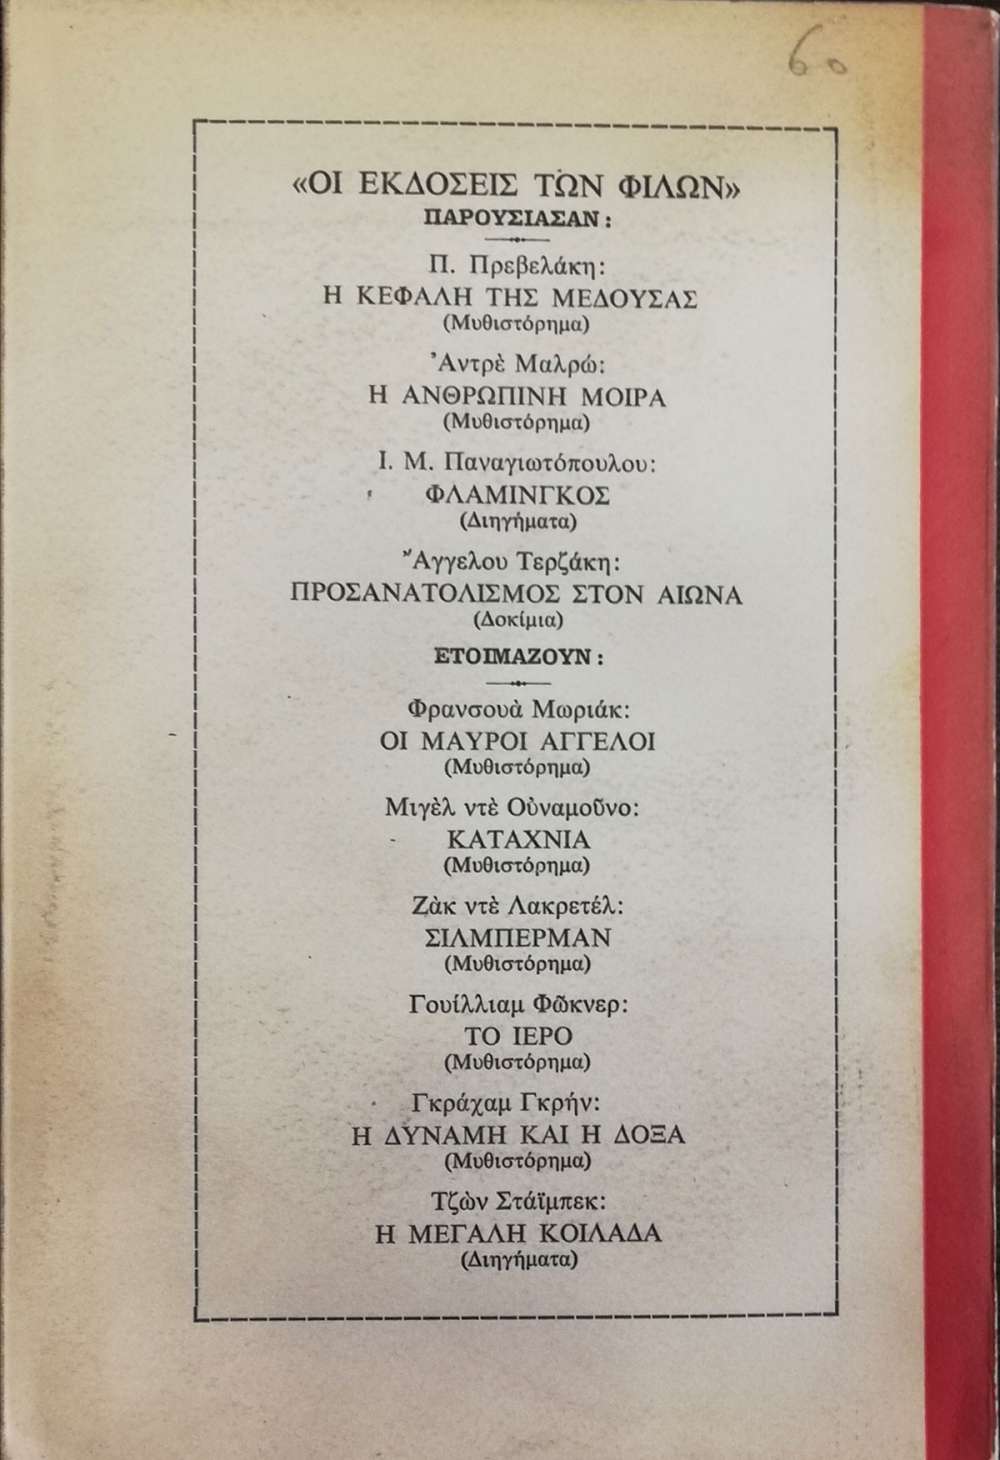 60
«ΟΙ ΕΚΔΟΣΕΙΣ ΤΩΝ ΦΙΛΩΝ»
ΠΑΡΟΥΣΙΑΣΑΝ:
Π. Πρεβελάκη:
Η ΚΕΦΑΛΗ ΤΗΣ ΜΕΔΟΥΣΑΣ
(Μυθιστόρημα)
Ἀντρὲ Μαλρώ:
Η ΑΝΘΡΩΠΙΝΗ ΜΟΙΡΑ
(Μυθιστόρημα)
Ι. Μ. Παναγιωτόπουλου:
ΦΛΑΜΙΝΓΚΟΣ
(Διηγήματα)
Ἄγγελου Τερζάκη:
ΠΡΟΣΑΝΑΤΟΛΙΣΜΟΣ ΣΤΟΝ ΑΙΩΝΑ
(Δοκίμια)
ΕΤΟΙΜΑΖΟΥΝ:
Φρανσουὰ Μωριάκ:
ΟΙ ΜΑΥΡΟΙ ΑΓΓΕΛΟΙ
(Μυθιστόρημα)
Μιγὲλ ντὲ Οὐναμοῦνο:
ΚΑΤΑΧΝΙΑ
(Μυθιστόρημα)
Ζὰκ ντὲ Λακρετέλ:
ΣΙΛΜΠΕΡΜΑΝ
(Μυθιστόρημα)
Γουίλλιαμ Φῶκνερ:
ΤΟ ΙΕΡΟ
(Μυθιστόρημα)
Γκράχαμ Γκρήν:
Η ΔΥΝΑΜΗ ΚΑΙ Η ΔΟΞΑ
(Μυθιστόρημα)
Τζὼν Στάϊμπεκ:
Η ΜΕΓΑΛΗ ΚΟΙΛΑΔΑ
(Διηγήματα)